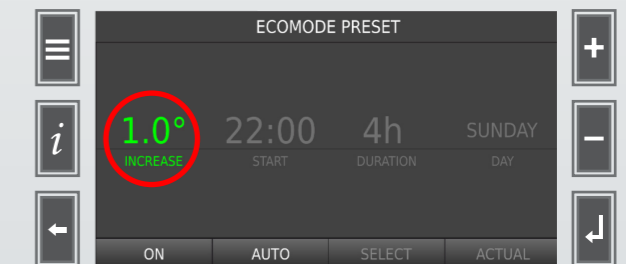 ECOMODE PRESET
1.0° 22:00 4h SUNDAY
INCREASE START DURATION DAY
ON AUTO SELECT ACTUAL
i
+
−